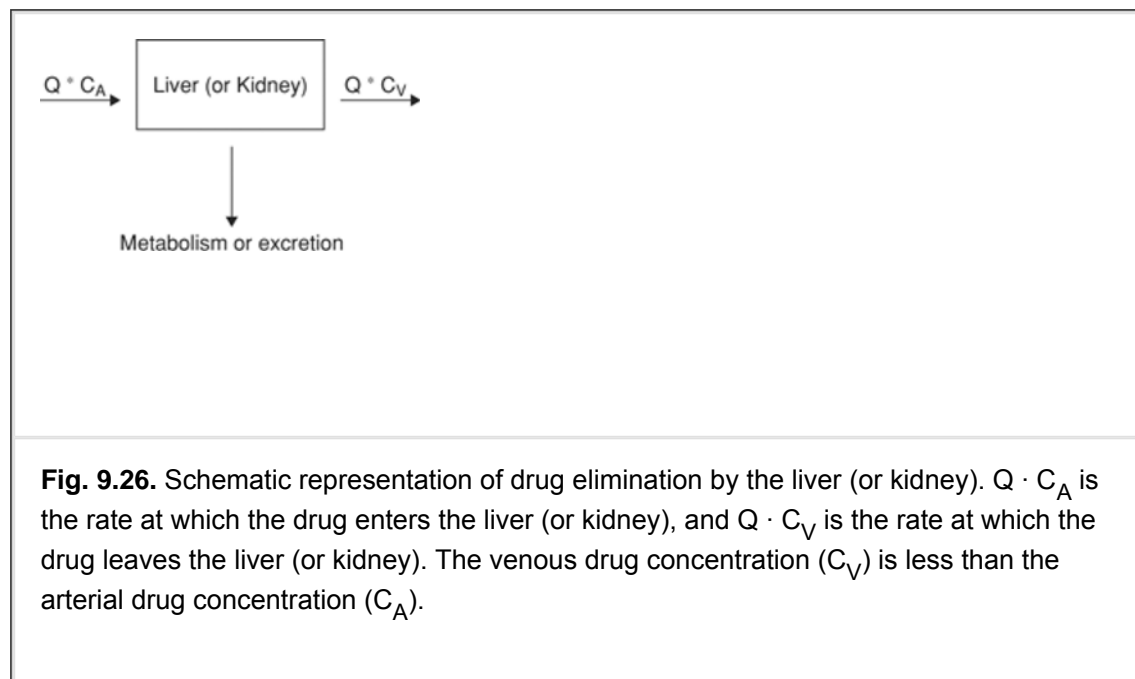 Q * C_A
Liver (or Kidney)
Q * C_V
Metabolism or excretion
Fig. 9.26. Schematic representation of drug elimination by the liver (or kidney). Q · C_A is
the rate at which the drug enters the liver (or kidney), and Q · C_V is the rate at which the
drug leaves the liver (or kidney). The venous drug concentration (C_V) is less than the
arterial drug concentration (C_A).